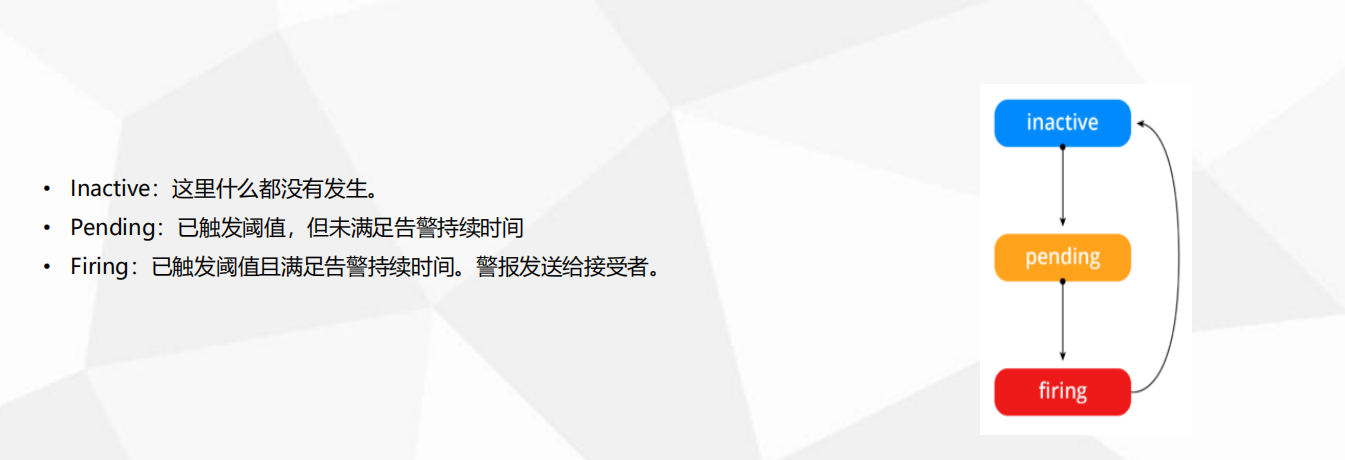 • Inactive：这里什么都没有发生。
• Pending：已触发阈值，但未满足告警持续时间
• Firing：已触发阈值且满足告警持续时间。警报发送给接受者。
inactive
pending
firing